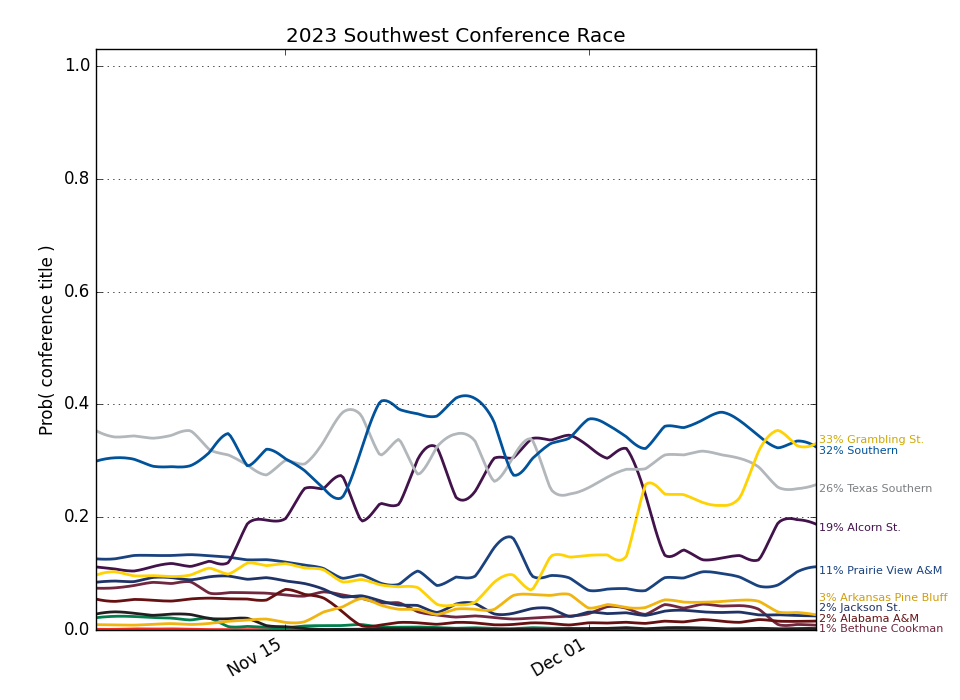 2023 Southwest Conference Race
Prob( conference title )
1.0
0.8
0.6
0.4
0.2
0.0
Nov 15
Dec 01
33% Grambling St.
32% Southern
26% Texas Southern
19% Alcorn St.
11% Prairie View A&M
3% Arkansas Pine Bluff
2% Jackson St.
2% Alabama A&M
1% Bethune Cookman